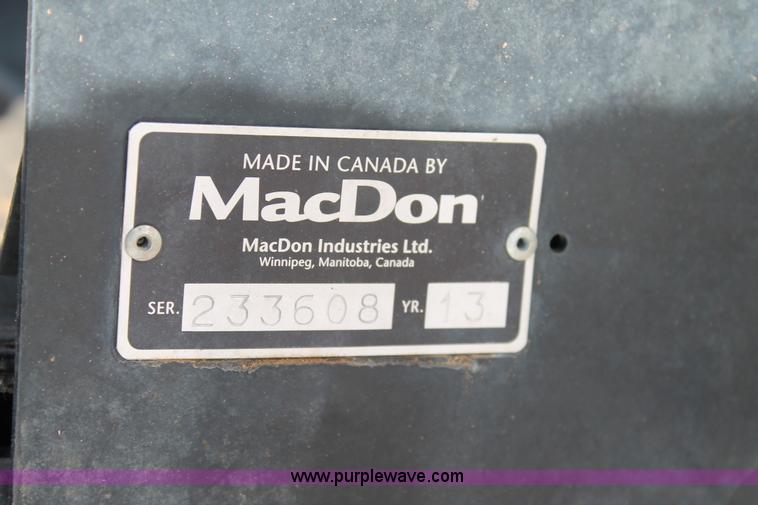 MADE IN CANADA BY
MacDon
MacDon Industries Ltd.
Winnipeg, Manitoba, Canada
SER. 233608 YR. 13
www.purplewave.com